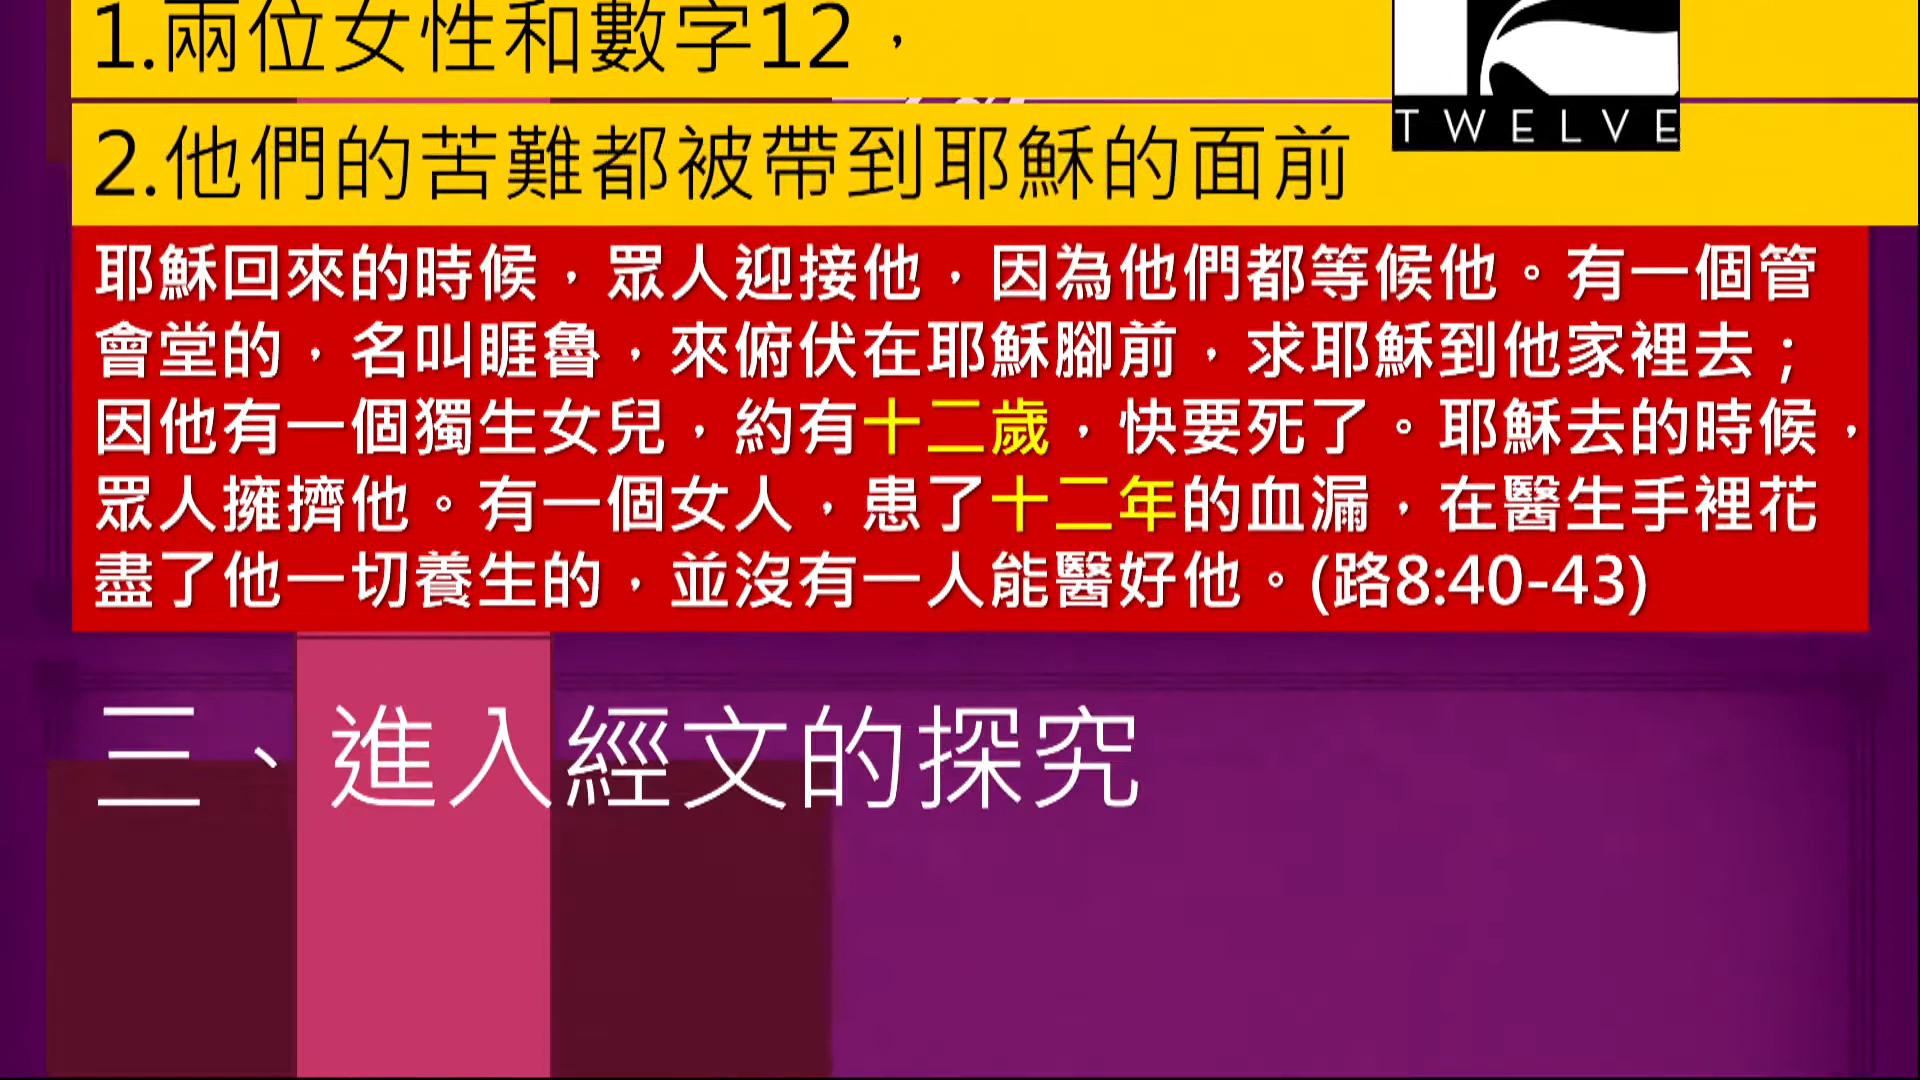 1.兩位女性和數字12，
TWELVE
2.他們的苦難都被帶到耶穌的面前
耶穌回來的時候，眾人迎接他，因為他們都等候他。有一個管
會堂的，名叫睚魯，來俯伏在耶穌腳前，求耶穌到他家裡去；
因他有一個獨生女兒，約有十二歲，快要死了。耶穌去的時候，
眾人擁擠他。有一個女人，患了十二年的血漏，在醫生手裡花
盡了他一切養生的，並沒有一人能醫好他。(路8:40-43)
三、進入經文的探究